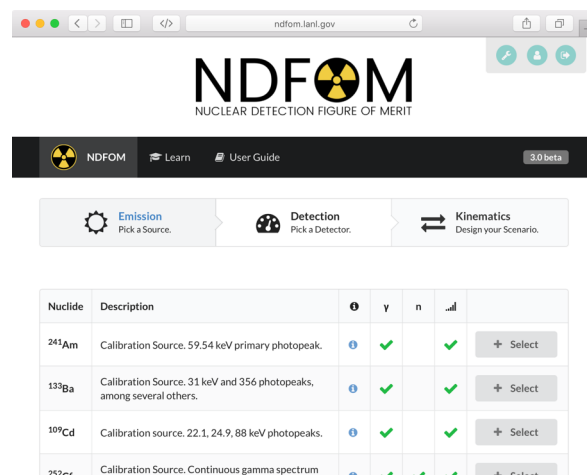 ndfom.lanl.gov
NDFOM
NUCLEAR DETECTION FIGURE OF MERIT
NDFOM Learn User Guide 3.0 beta
Emission
Pick a Source.
Detection
Pick a Detector.
Kinematics
Design your Scenario.
Nuclide Description γ n
²⁴¹Am Calibration Source. 59.54 keV primary photopeak. + Select
¹³³Ba Calibration Source. 31 keV and 356 photopeaks,
among several others. + Select
¹⁰⁹Cd Calibration source. 22.1, 24.9, 88 keV photopeaks. + Select
²⁵²Cf Calibration Source. Continuous gamma spectrum + Select